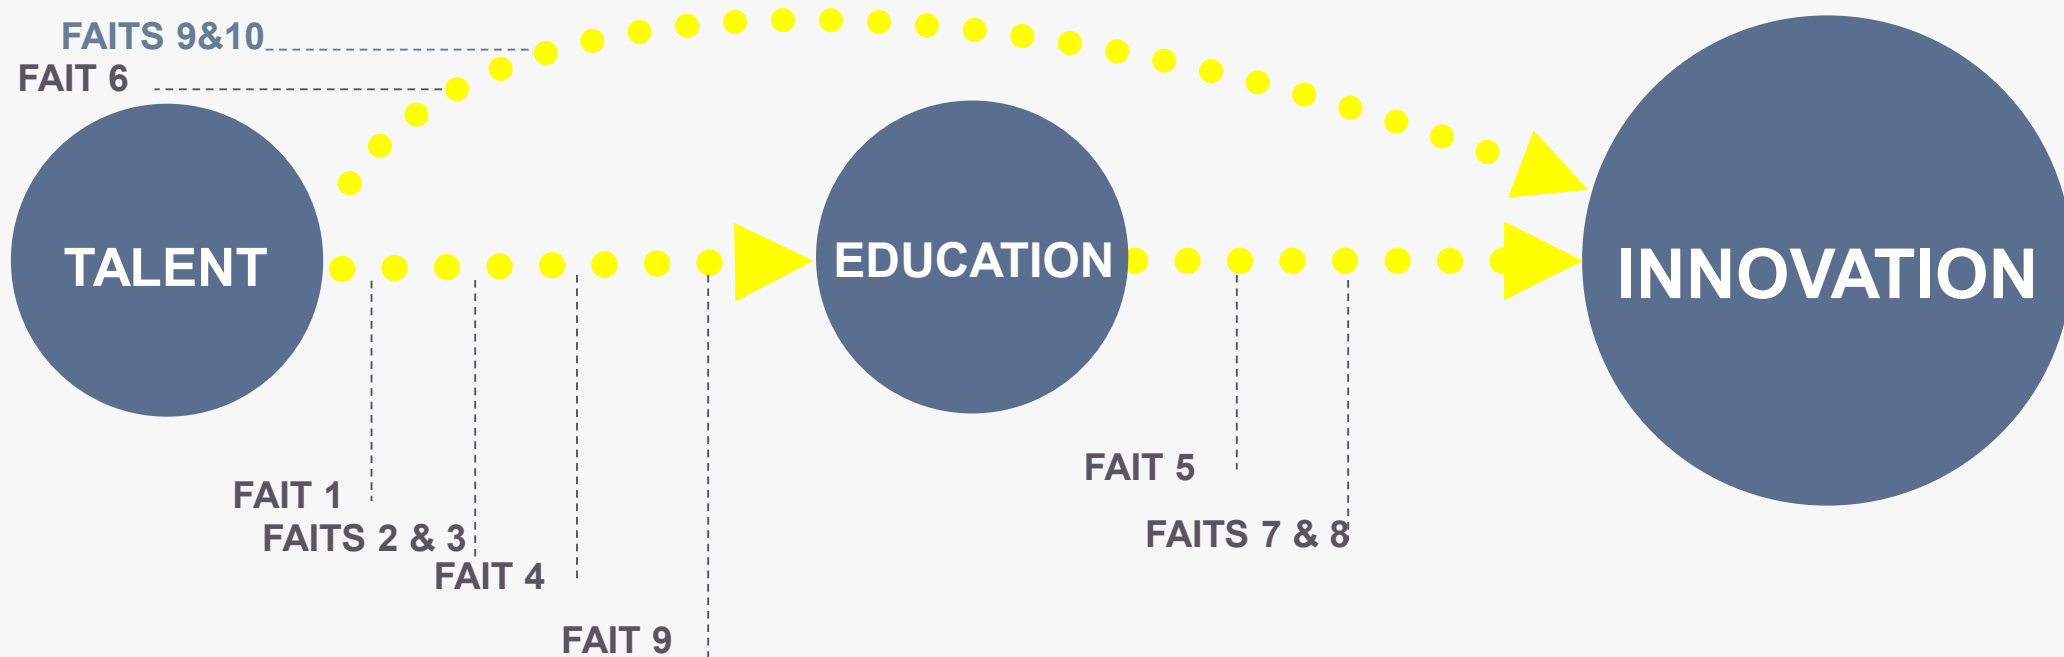 FAITS 9&10
FAIT 6
TALENT
EDUCATION
INNOVATION
FAIT 5
FAIT 1
FAITS 2 & 3
FAITS 7 & 8
FAIT 4
FAIT 9